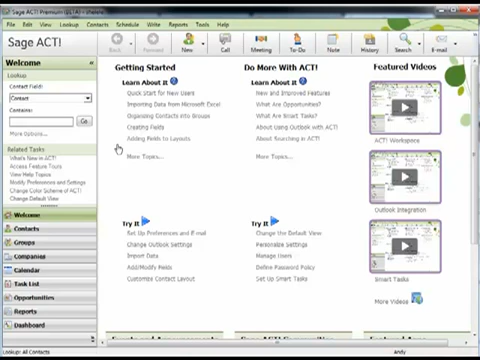 Sage ACT! Premium (BETA)
File Edit View Lookup Contacts Schedule Write Reports Tools Help
Sage ACT!
Back Forward New Call Meeting To-Do Note History Search E-mail
Welcome
Lookup
Contact Field:
Contact
Contains:
Go
More Options...
Related Tasks
What's New in ACT!
Access Feature Tours
View Help Topics
Modify Preferences and Settings
Change Color Scheme of ACT!
Change Default View
Welcome
Contacts
Groups
Companies
Calendar
Task List
Opportunities
Reports
Dashboard
Getting Started
Learn About It
Quick Start for New Users
Importing Data from Microsoft Excel
Organizing Contacts into Groups
Creating Fields
Adding Fields to Layouts
More Topics...
Try It
Set Up Preferences and E-mail
Change Outlook Settings
Import Data
Add/Modify Fields
Customize Contact Layout
Do More With ACT!
Learn About It
New and Improved Features
What Are Opportunities?
What Are Smart Tasks?
About Using Outlook with ACT!
About Searching in ACT!
More Topics...
Try It
Change the Default View
Personalize Settings
Manage Users
Define Password Policy
Set Up Smart Tasks
Featured Videos
ACT! Workspace
Outlook Integration
Smart Tasks
More Videos
Lookup: All Contacts
Andy